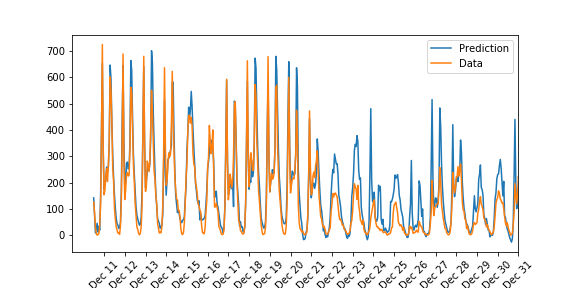 700
600
500
400
300
200
100
0
Prediction
Data
Dec 11
Dec 12
Dec 13
Dec 14
Dec 15
Dec 16
Dec 17
Dec 18
Dec 19
Dec 20
Dec 21
Dec 22
Dec 23
Dec 24
Dec 25
Dec 26
Dec 27
Dec 28
Dec 29
Dec 30
Dec 31